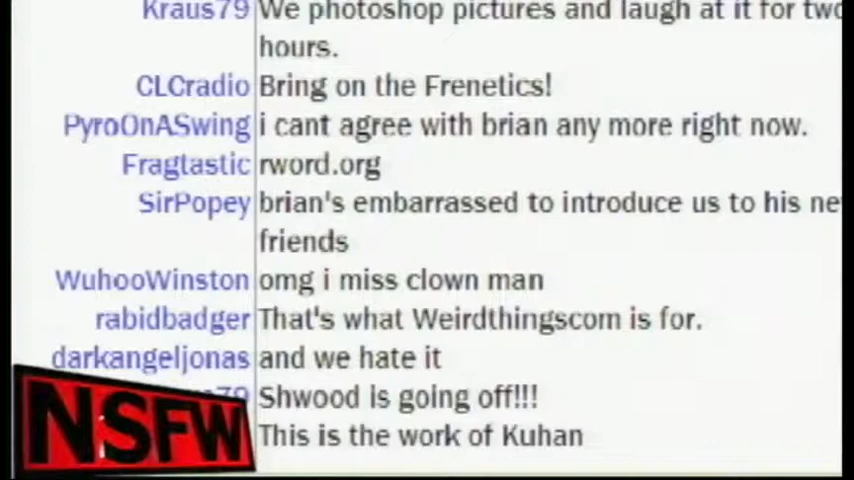 Kraus79 We photoshop pictures and laugh at it for two
hours.
CLCradio Bring on the Frenetics!
PyroOnASwing i cant agree with brian any more right now.
Fragtastic rword.org
SirPopey brian's embarrassed to introduce us to his ne
friends
WuhooWinston omg i miss clown man
rabidbadger That's what Weirdthingscom is for.
darkangeljonas and we hate it
79 Shwood is going off!!!
This is the work of Kuhan
NSFW